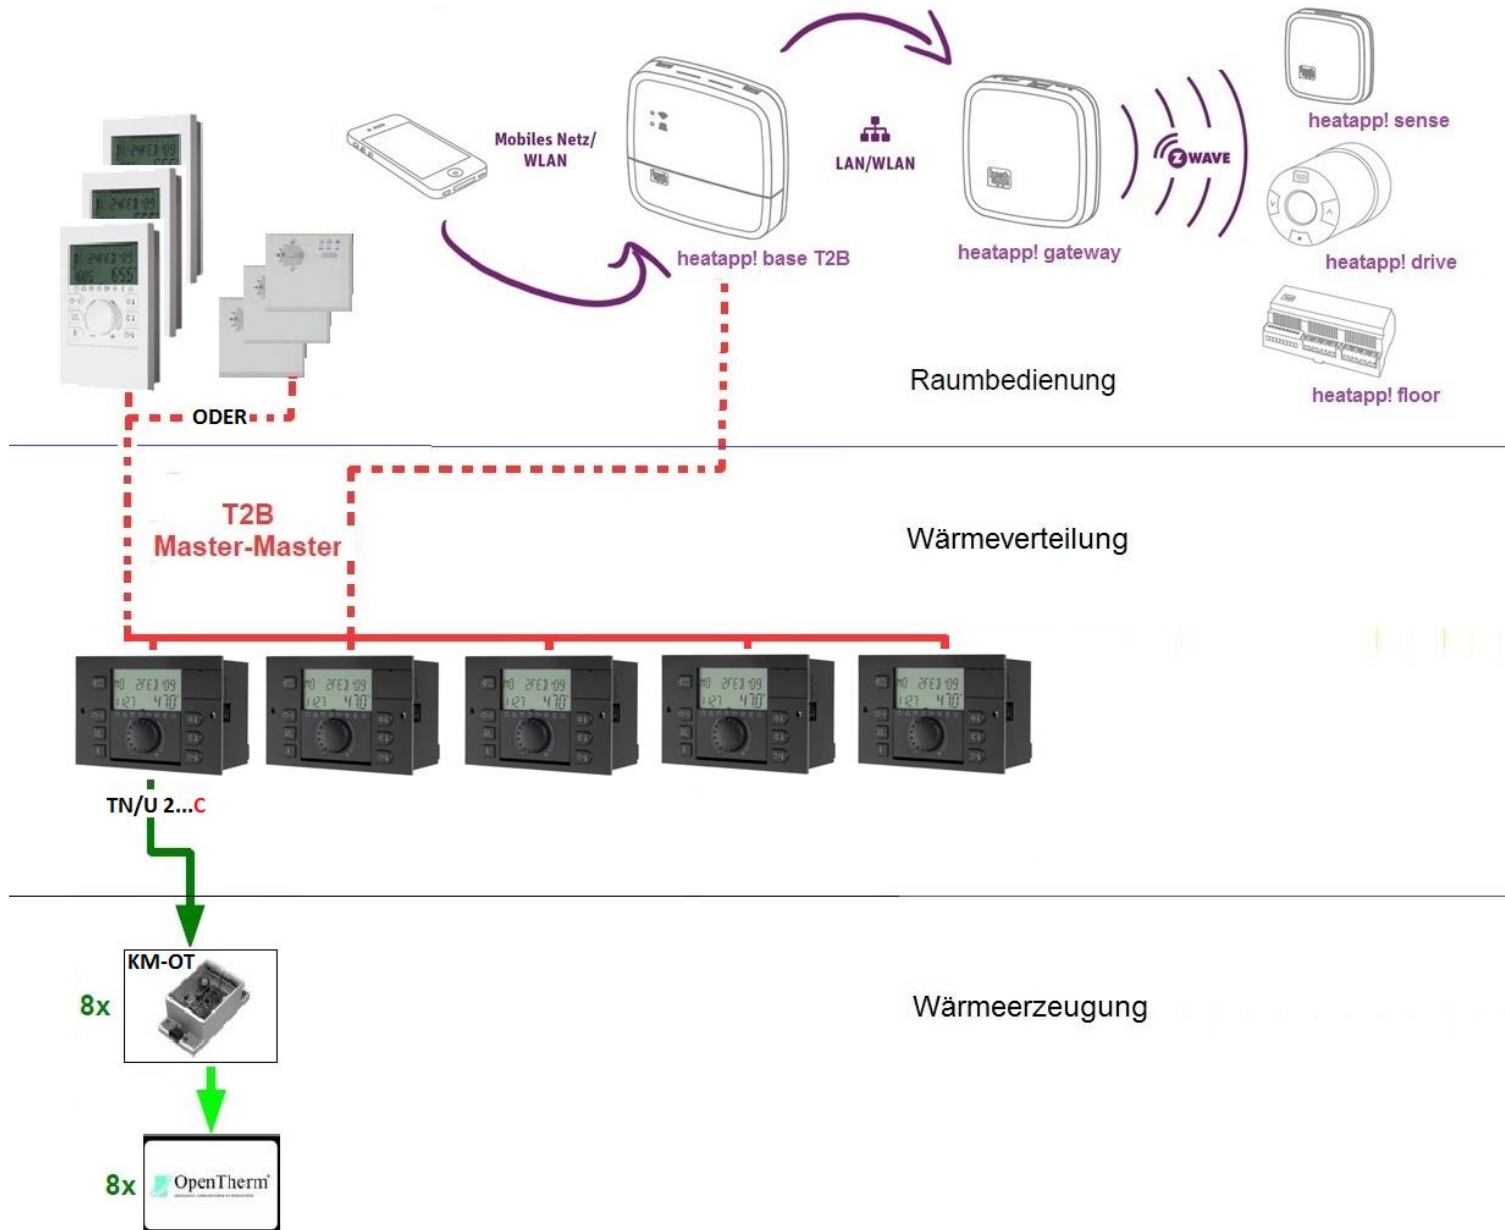 Mobiles Netz/
WLAN
LAN/WLAN
Z WAVE
heatapp! sense
heatapp! base T2B
heatapp! gateway
heatapp! drive
heatapp! floor
Raumbedienung
ODER
T2B
Master-Master
Wärmeverteilung
TN/U 2...C
KM-OT
8x
Wärmeerzeugung
8x
OpenTherm